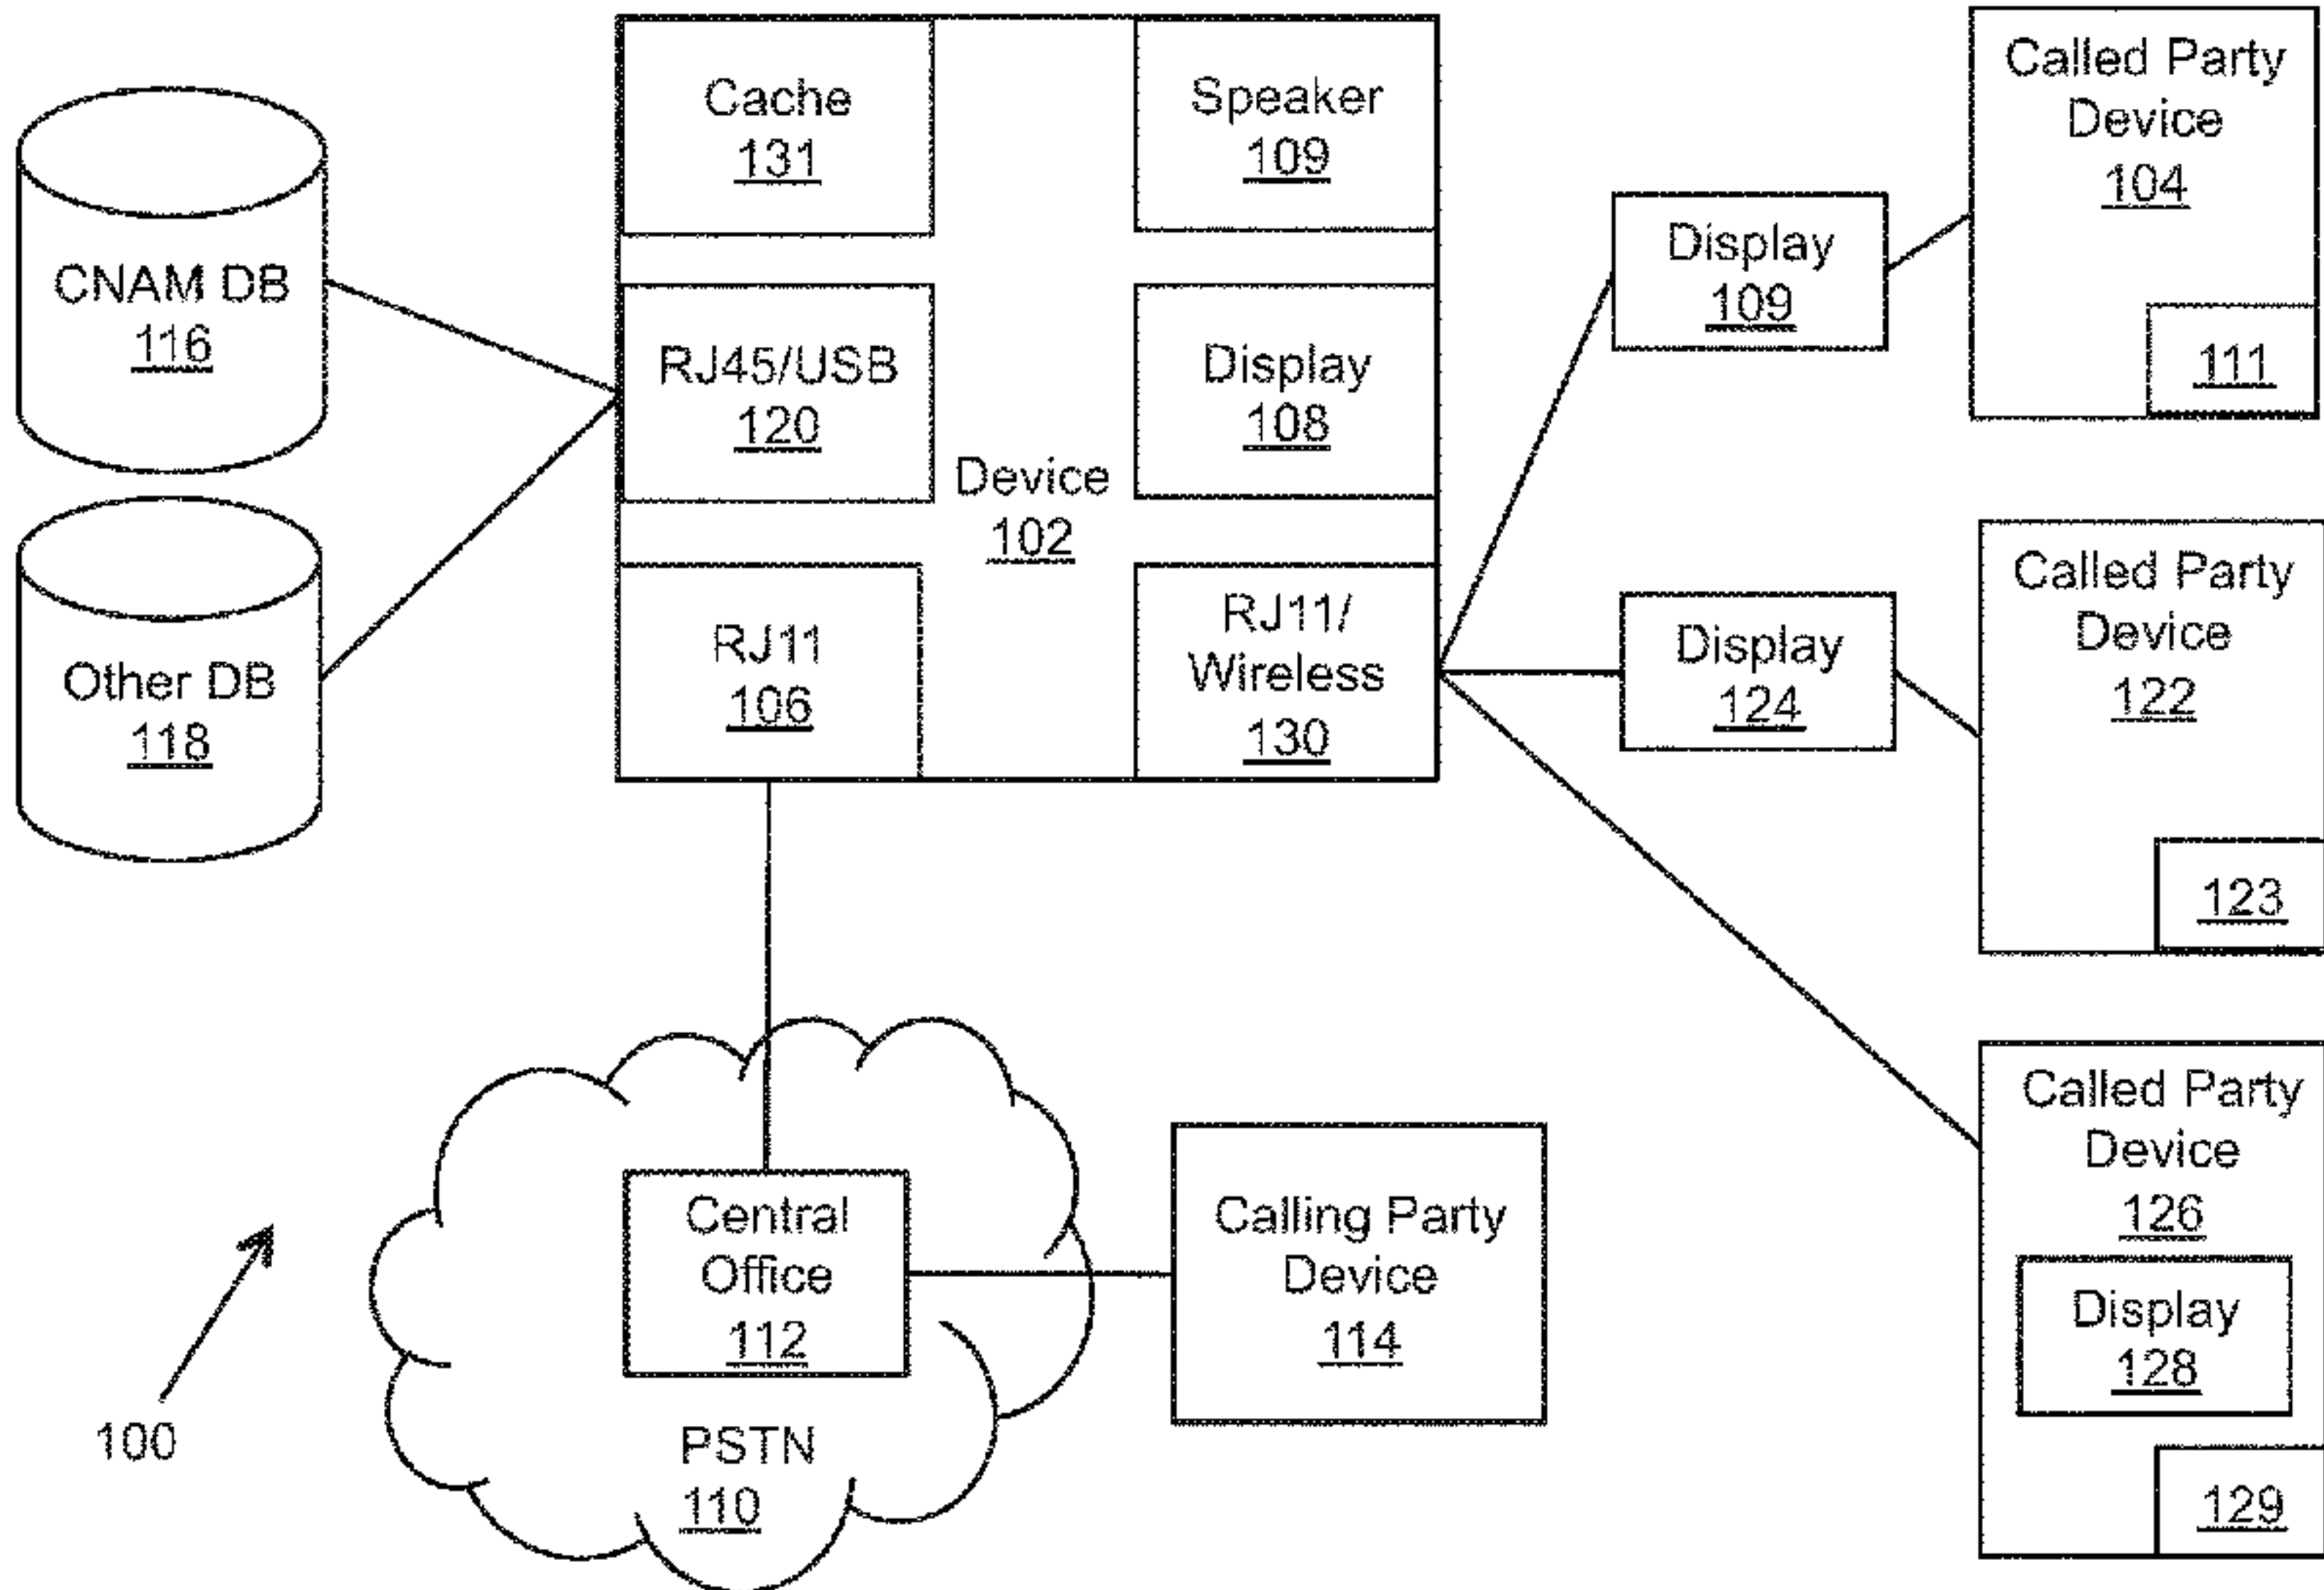 CNAM DB
116
Other DB
118
Cache
131
Speaker
109
RJ45/USB
120
Display
108
Device
102
RJ11
106
RJ11/
Wireless
130
Display
109
Called Party
Device
104
111
Display
124
Called Party
Device
122
123
Called Party
Device
126
Display
128
129
Central
Office
112
PSTN
110
Calling Party
Device
114
100